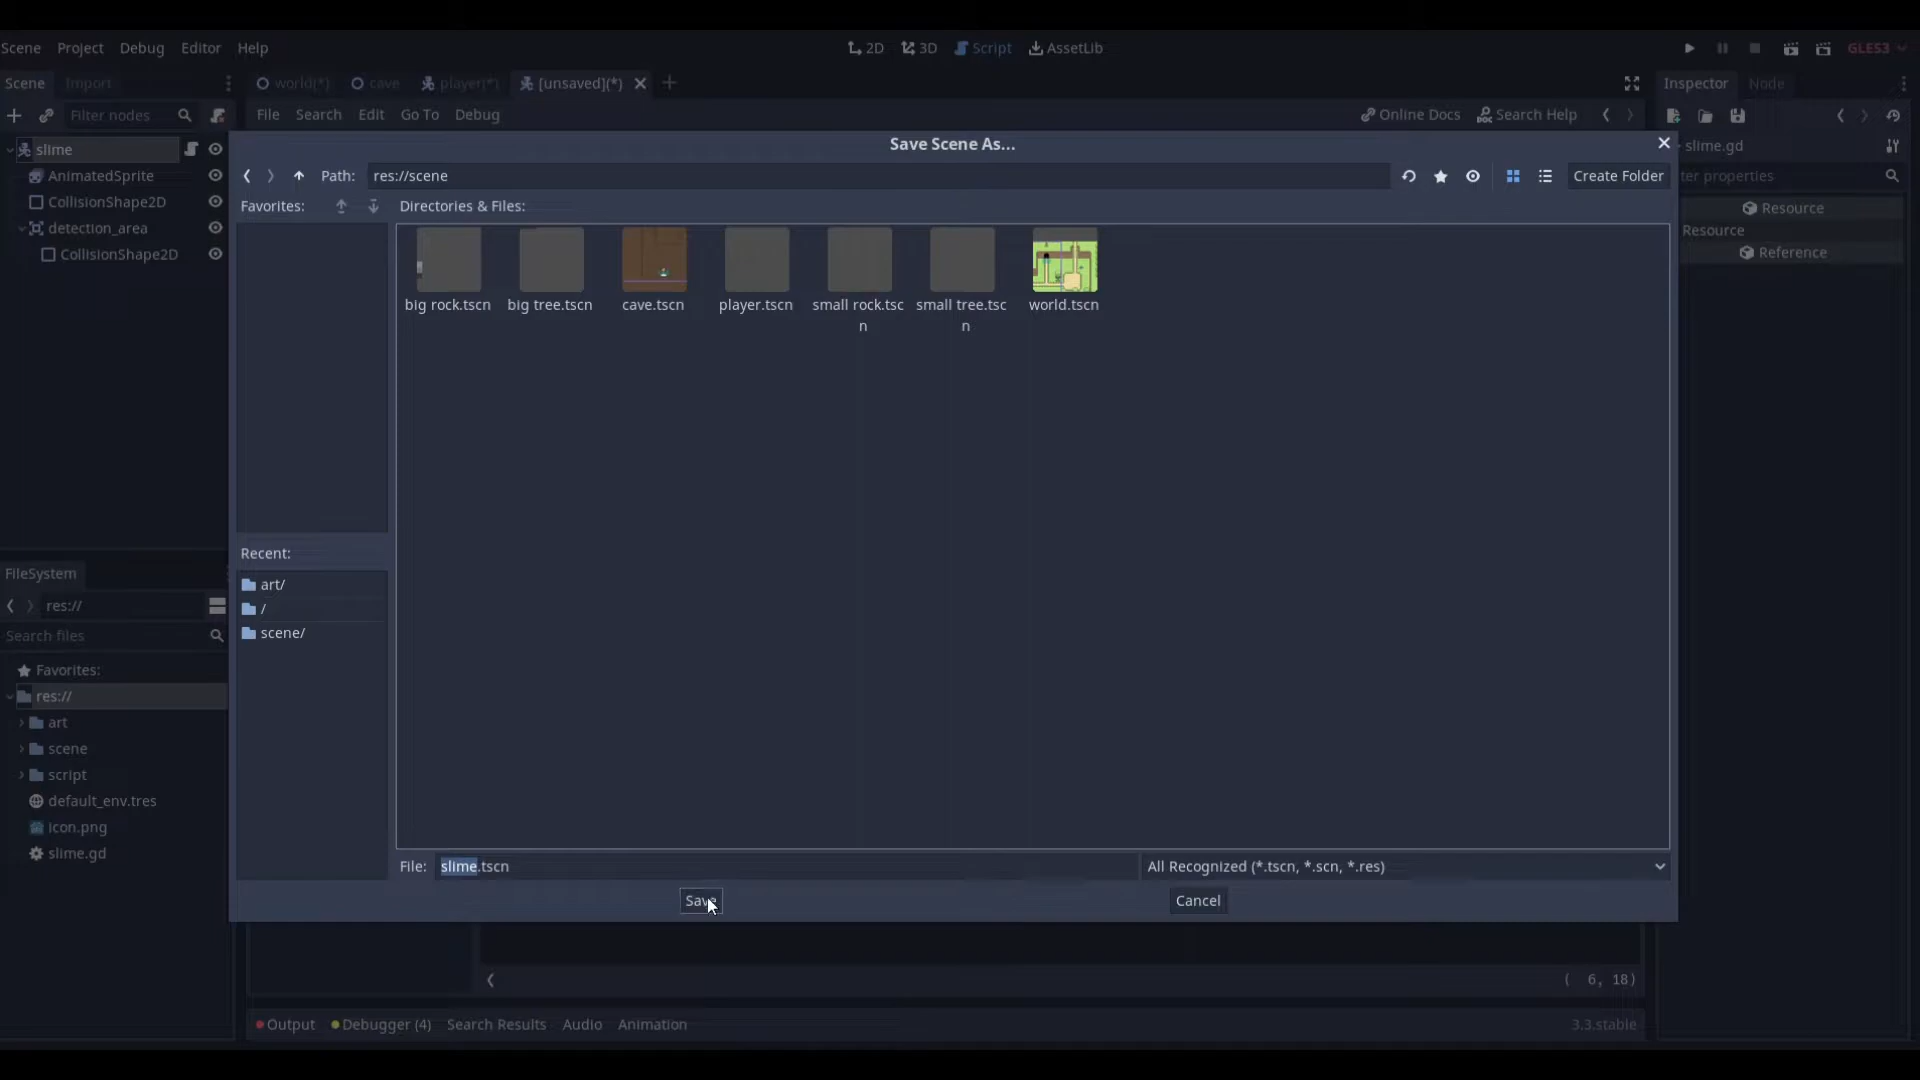 Scene Project Debug Editor Help 2D 3D Script AssetLib GLES3
Scene Import world(*) cave player(*) [unsaved](*) Inspector Node
Filter nodes File Search Edit Go To Debug Online Docs Search Help
slime Save Scene As... slime.gd
AnimatedSprite Path: res://scene Create Folder ter properties
CollisionShape2D Favorites: Directories & Files: Resource
detection_area Resource
CollisionShape2D Reference
big rock.tscn big tree.tscn cave.tscn player.tscn small rock.tsc small tree.tsc world.tscn
n n
Recent:
FileSystem art/
res:// /
Search files scene/
Favorites:
res://
art
scene
script
default_env.tres
icon.png
slime.gd File: slime.tscn All Recognized (*.tscn, *.scn, *.res)
Save Cancel
( 6, 18)
Output Debugger (4) Search Results Audio Animation 3.3.stable